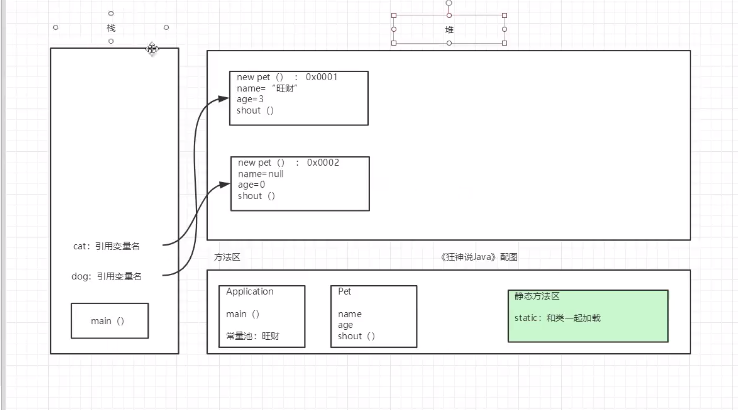 栈
堆
new pet（）：0x0001
name=“旺财”
age=3
shout（）
new pet（）：0x0002
name=null
age=0
shout（）
cat：引用变量名
dog：引用变量名
main（）
方法区
《狂神说Java》配图
Application
main（）
常量池：旺财
Pet
name
age
shout（）
静态方法区
static：和类一起加载